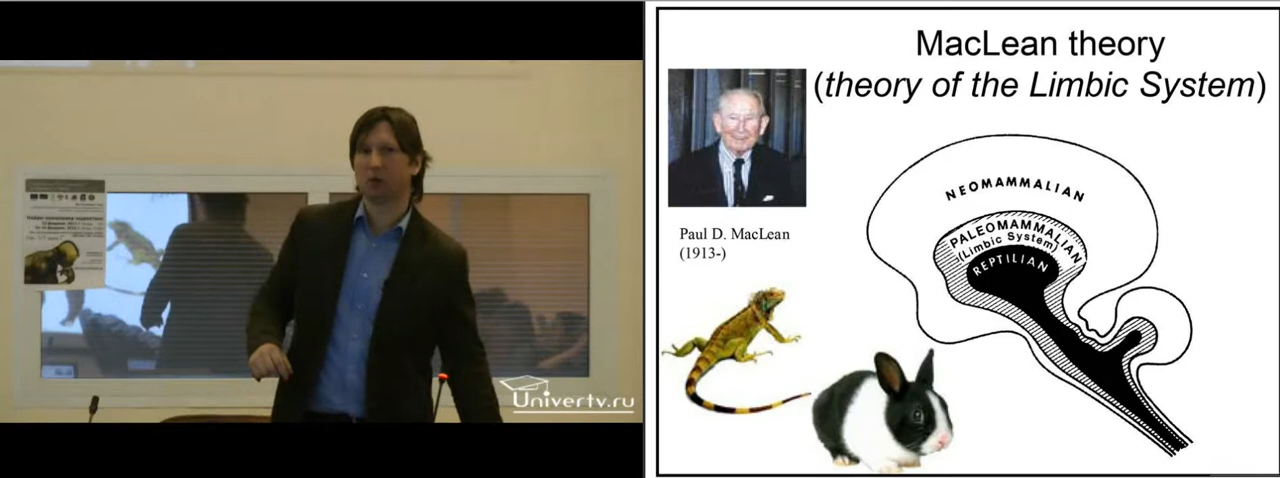 Univertv.ru
MacLean theory
(theory of the Limbic System)
Paul D. MacLean
(1913-)
NEOMAMMALIAN
PALEOMAMMALIAN
(Limbic System)
REPTILIAN